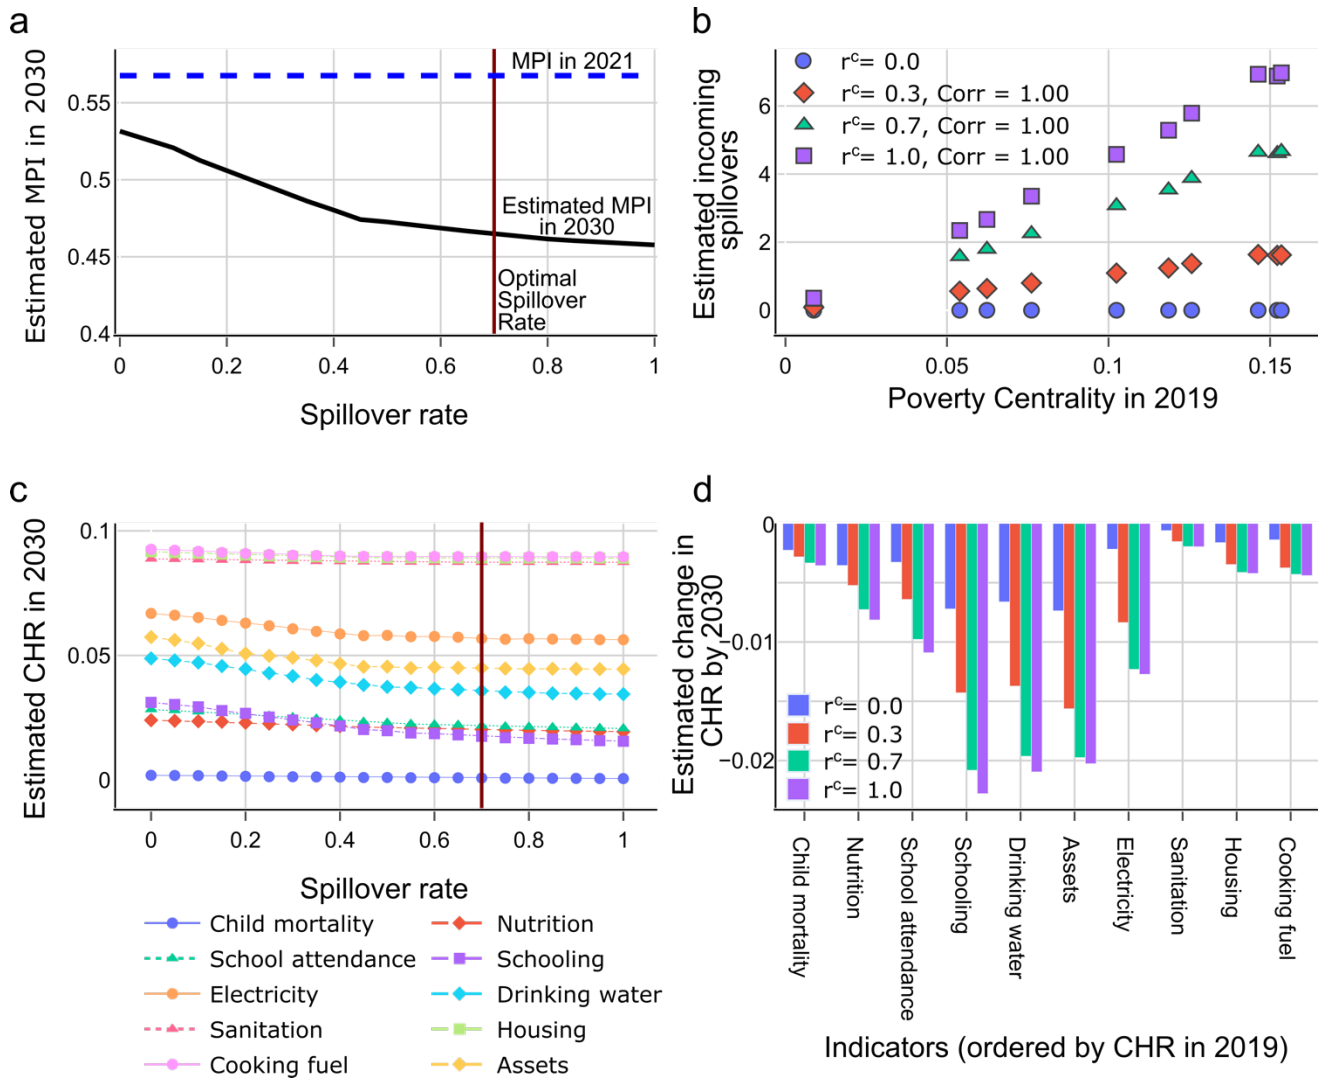 a
Estimated MPI in 2030
0.55
0.5
0.45
0.4
MPI in 2021
Estimated MPI
in 2030
Optimal
Spillover
Rate
0
0.2
0.4
0.6
0.8
1
Spillover rate
b
Estimated incoming
spillovers
6
4
2
0
rᶜ= 0.0
rᶜ= 0.3, Corr = 1.00
rᶜ= 0.7, Corr = 1.00
rᶜ= 1.0, Corr = 1.00
0
0.05
0.1
0.15
Poverty Centrality in 2019
c
Estimated CHR in 2030
0.1
0.05
0
0
0.2
0.4
0.6
0.8
1
Spillover rate
Child mortality
Nutrition
School attendance
Schooling
Electricity
Drinking water
Sanitation
Housing
Cooking fuel
Assets
d
Estimated change in
CHR by 2030
0
−0.01
−0.02
rᶜ= 0.0
rᶜ= 0.3
rᶜ= 0.7
rᶜ= 1.0
Child mortality
Nutrition
School attendance
Schooling
Drinking water
Assets
Electricity
Sanitation
Housing
Cooking fuel
Indicators (ordered by CHR in 2019)